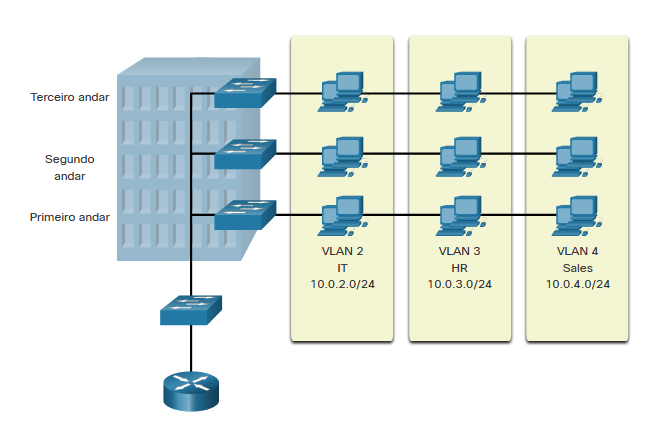 Terceiro andar
Segundo
andar
Primeiro andar
VLAN 2
IT
10.0.2.0/24
VLAN 3
HR
10.0.3.0/24
VLAN 4
Sales
10.0.4.0/24